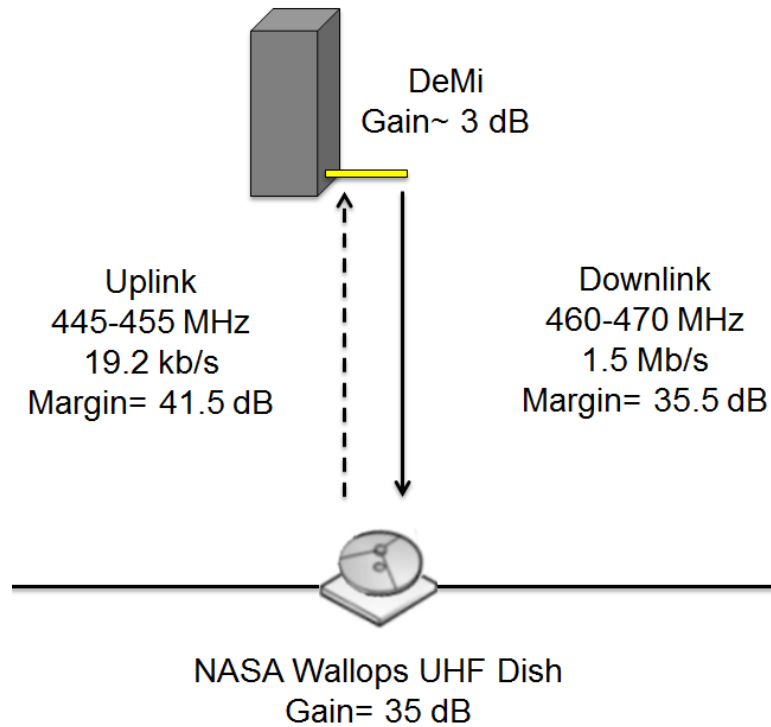 DeMi
Gain~ 3 dB
Uplink
445-455 MHz
19.2 kb/s
Margin= 41.5 dB
Downlink
460-470 MHz
1.5 Mb/s
Margin= 35.5 dB
NASA Wallops UHF Dish
Gain= 35 dB